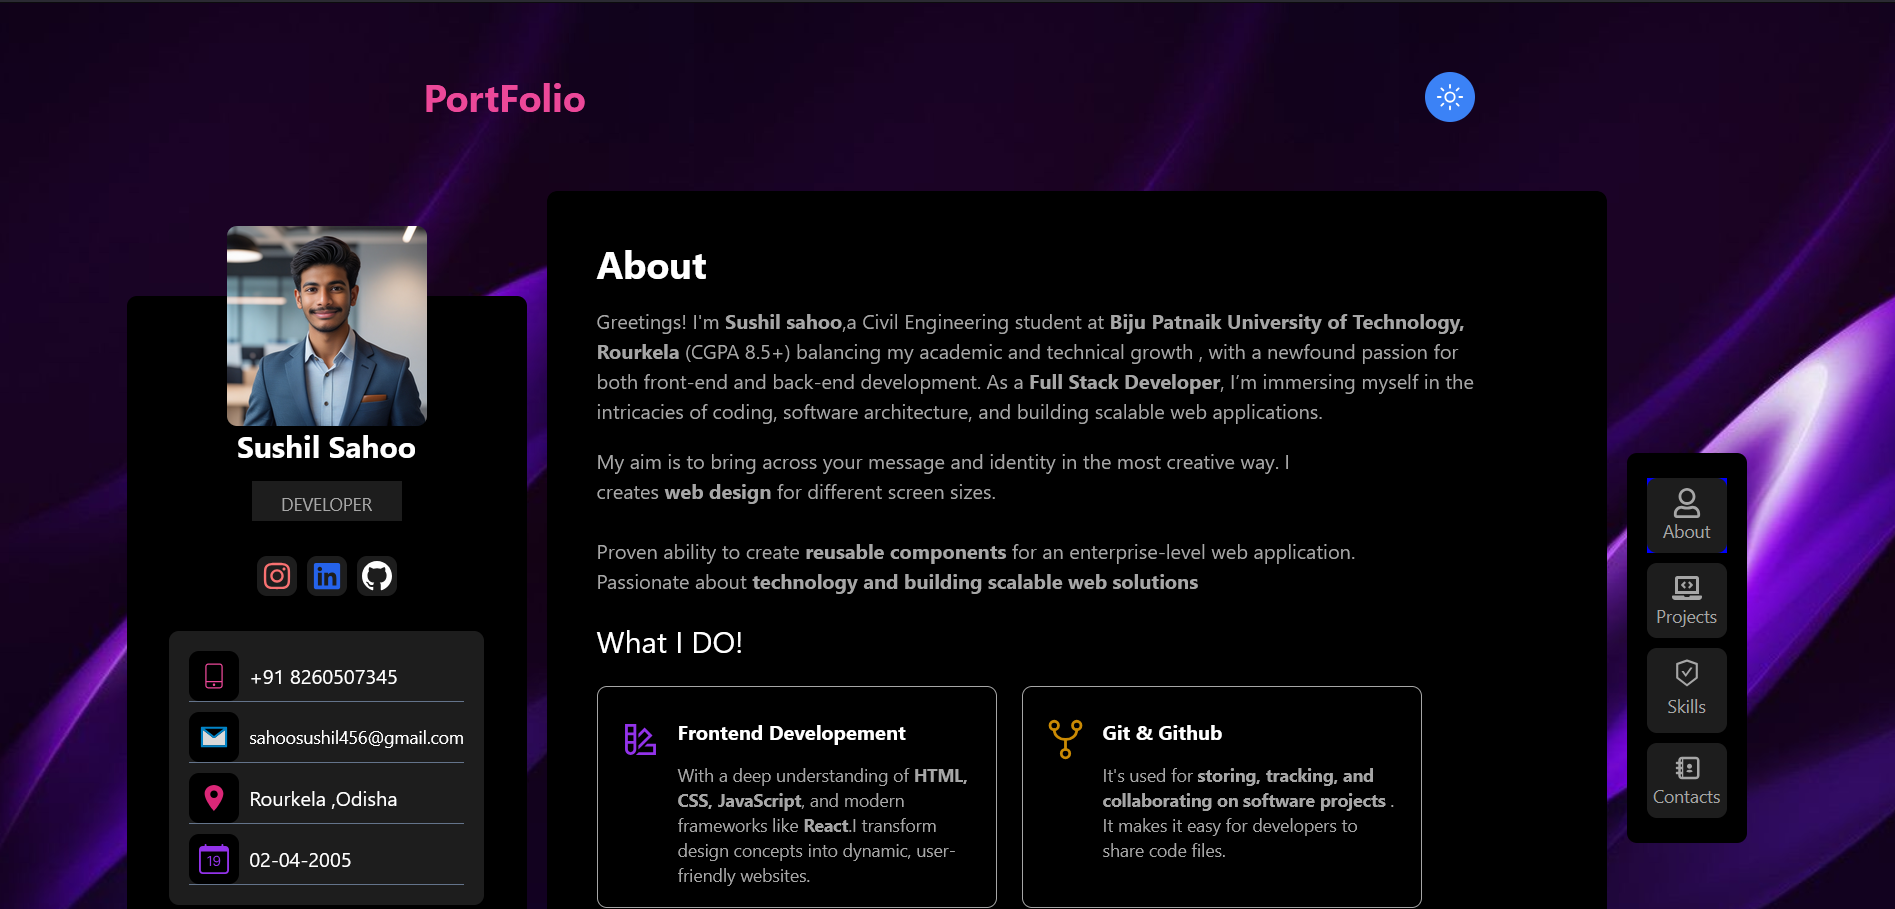 PortFolio
Sushil Sahoo
DEVELOPER
+91 8260507345
sahoosushil456@gmail.com
Rourkela ,Odisha
19
02-04-2005
About
Greetings! I'm Sushil sahoo,a Civil Engineering student at Biju Patnaik University of Technology,
Rourkela (CGPA 8.5+) balancing my academic and technical growth , with a newfound passion for
both front-end and back-end development. As a Full Stack Developer, I’m immersing myself in the
intricacies of coding, software architecture, and building scalable web applications.
My aim is to bring across your message and identity in the most creative way. I
creates web design for different screen sizes.
Proven ability to create reusable components for an enterprise-level web application.
Passionate about technology and building scalable web solutions
What I DO!
Frontend Developement
With a deep understanding of HTML,
CSS, JavaScript, and modern
frameworks like React.I transform
design concepts into dynamic, user-
friendly websites.
Git & Github
It's used for storing, tracking, and
collaborating on software projects .
It makes it easy for developers to
share code files.
About
Projects
Skills
Contacts